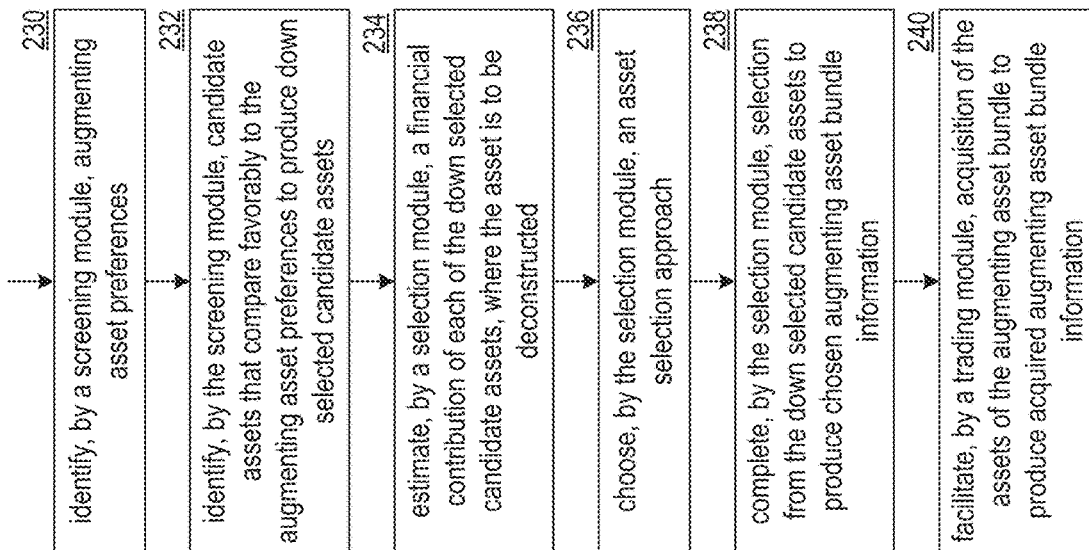 230
identify, by a screening module, augmenting
asset preferences
232
identify, by the screening module, candidate
assets that compare favorably to the
augmenting asset preferences to produce down
selected candidate assets
234
estimate, by a selection module, a financial
contribution of each of the down selected
candidate assets, where the asset is to be
deconstructed
236
choose, by the selection module, an asset
selection approach
238
complete, by the selection module, selection
from the down selected candidate assets to
produce chosen augmenting asset bundle
information
240
facilitate, by a trading module, acquisition of the
assets of the augmenting asset bundle to
produce acquired augmenting asset bundle
information